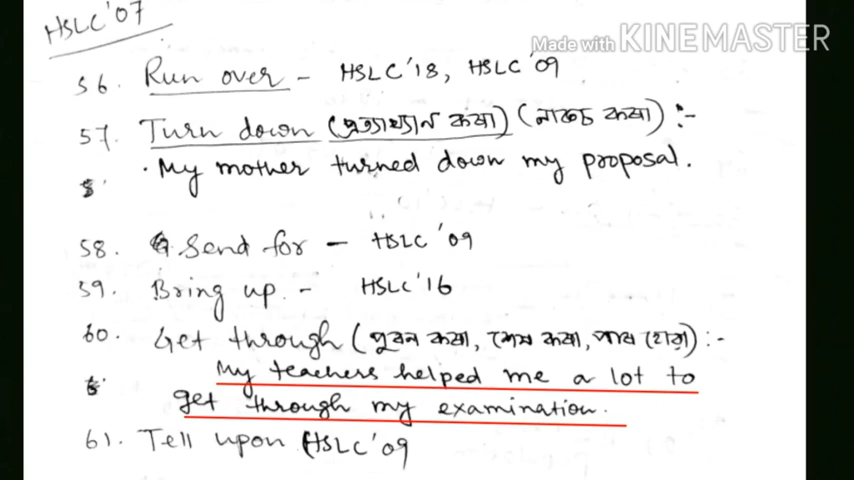 HSLC'07
Made with KINEMASTER
56. Run over - HSLC'18, HSLC'09
57. Turn down (প্ৰত্যাখ্যান কৰা) (নাকচ কৰা) :-
· My mother turned down my proposal.
58. Send for - HSLC'09
59. Bring up - HSLC'16
60. Get through (পূৰন কৰা, শেষ কৰা, পাৰ হোৱা) :-
My teachers helped me a lot to
get through my examination.
61. Tell upon HSLC'09